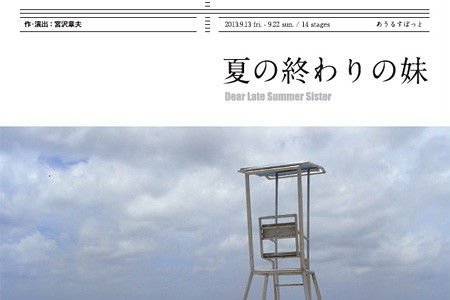 作・演出：宮沢章夫
2013.9.13 fri. - 9.22 sun. / 14 stages
あうるすぽっと
夏の終わりの妹
Dear Late Summer Sister